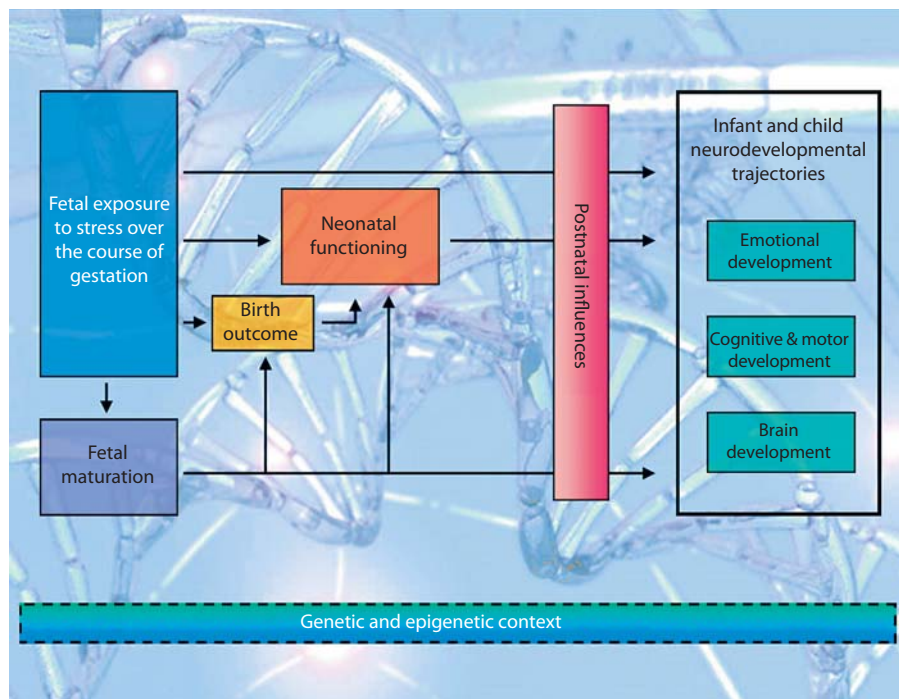 Fetal exposure
to stress over
the course of
gestation
Neonatal
functioning
Birth
outcome
Fetal
maturation
Postnatal influences
Infant and child
neurodevelopmental
trajectories
Emotional
development
Cognitive & motor
development
Brain
development
Genetic and epigenetic context